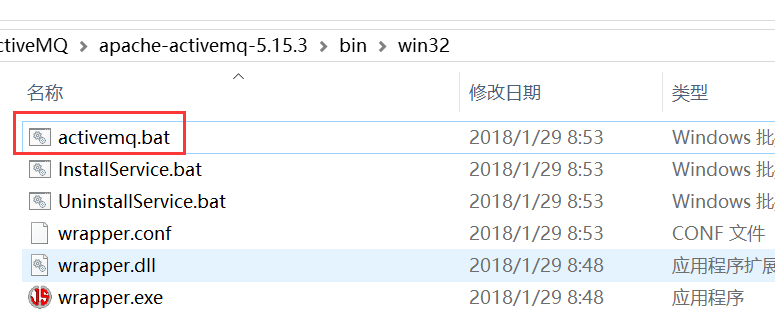 ctiveMQ > apache-activemq-5.15.3 > bin > win32
名称 修改日期 类型
activemq.bat 2018/1/29 8:53 Windows 批
InstallService.bat 2018/1/29 8:53 Windows 批
UninstallService.bat 2018/1/29 8:53 Windows 批
wrapper.conf 2018/1/29 8:53 CONF 文件
wrapper.dll 2018/1/29 8:48 应用程序扩展
wrapper.exe 2018/1/29 8:48 应用程序